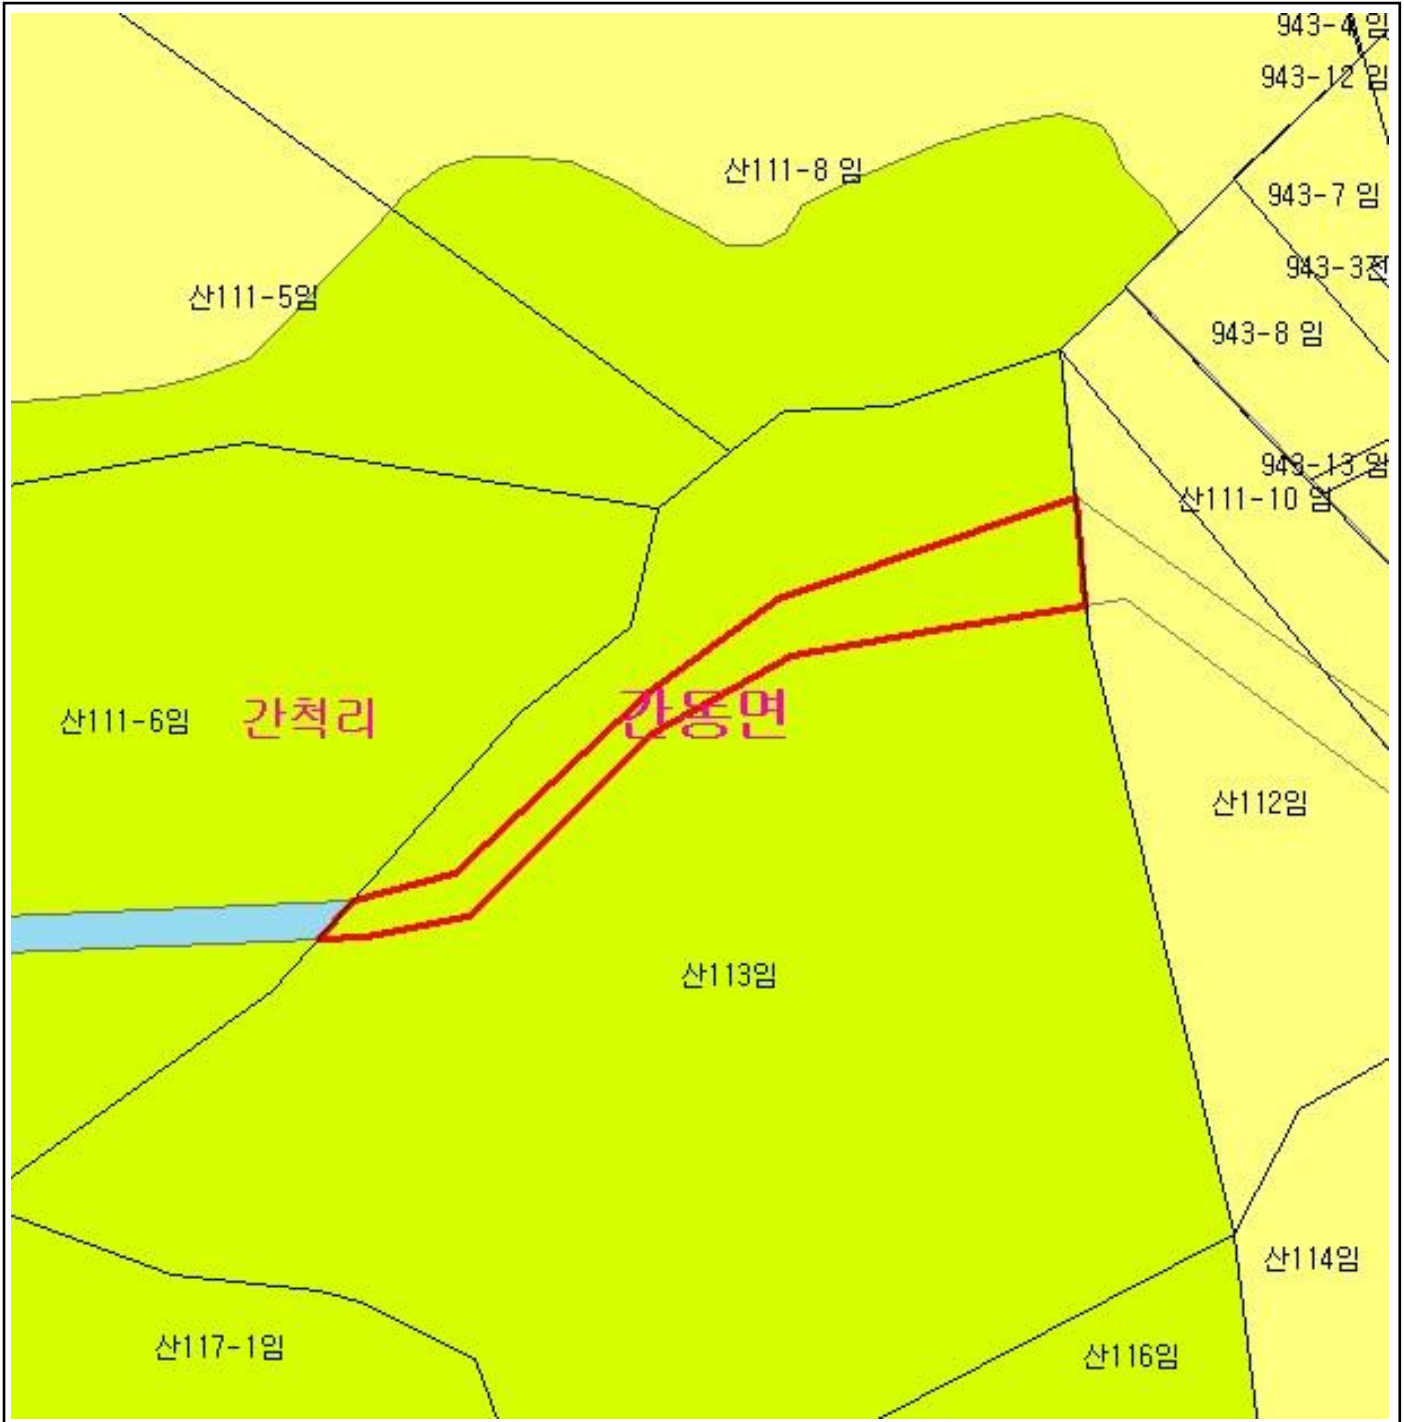 943-4 임
943-12 임
산111-8 임
943-7 임
943-3전
산111-5임
943-8 임
943-13 임
산111-10 임
산111-6임
간척리
간동면
산112임
산113임
산114임
산117-1임
산116임